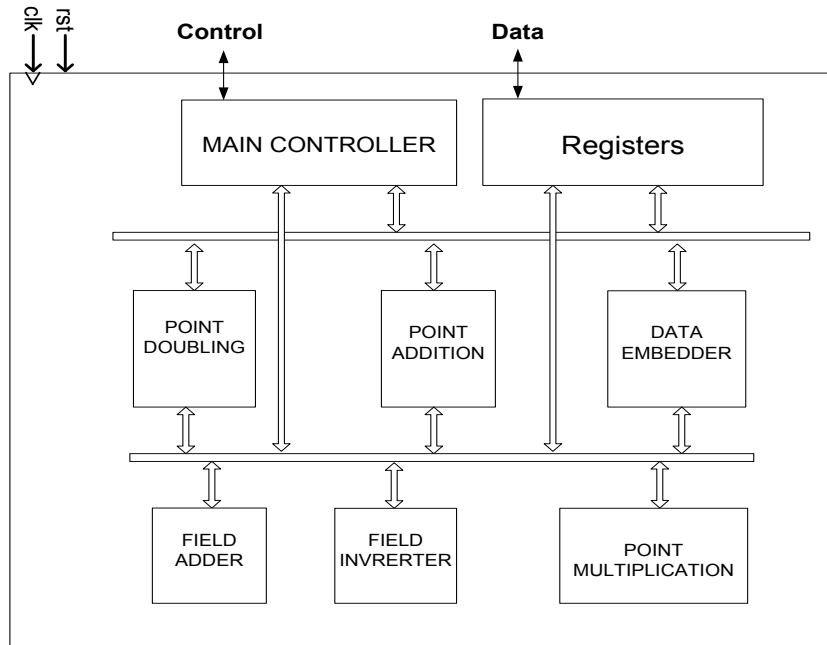 clk
rst
Control
Data
MAIN CONTROLLER
Registers
POINT
DOUBLING
POINT
ADDITION
DATA
EMBEDDER
FIELD
ADDER
FIELD
INVRERTER
POINT
MULTIPLICATION